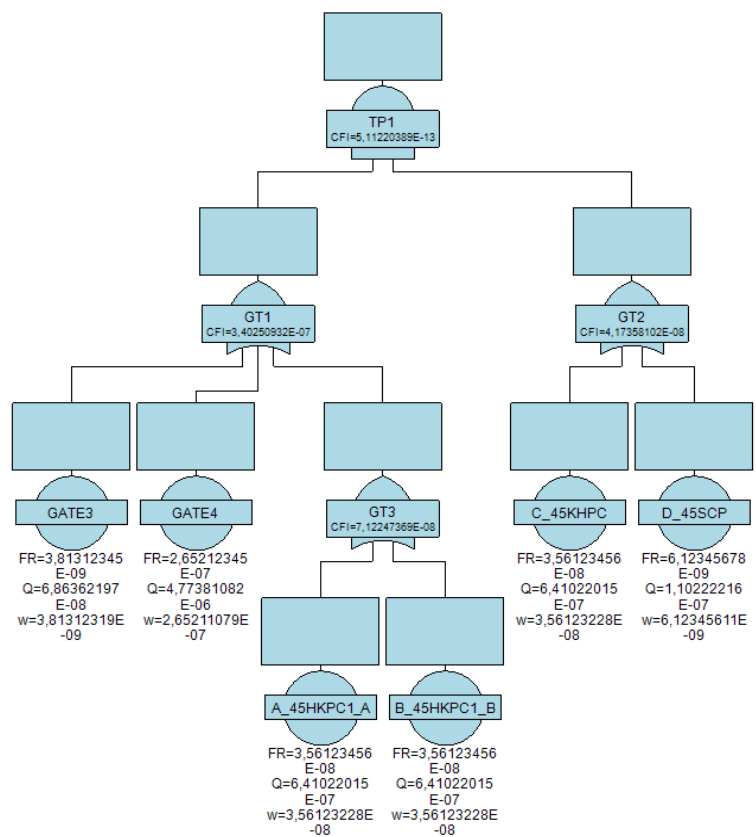 TP1
CFI=5,11220389E-13
GT1
CFI=3,40250932E-07
GT2
CFI=4,17358102E-08
GATE3
FR=3,81312345
E-09
Q=6,86362197
E-08
w=3,81312319E
-09
GATE4
FR=2,65212345
E-07
Q=4,77381082
E-06
w=2,65211079E
-07
GT3
CFI=7,12247369E-08
C_45KHPC
FR=3,56123456
E-08
Q=6,41022015
E-07
w=3,56123228E
-08
D_45SCP
FR=6,12345678
E-09
Q=1,10222216
E-07
w=6,12345611E
-09
A_45HKPC1_A
FR=3,56123456
E-08
Q=6,41022015
E-07
w=3,56123228E
-08
B_45HKPC1_B
FR=3,56123456
E-08
Q=6,41022015
E-07
w=3,56123228E
-08